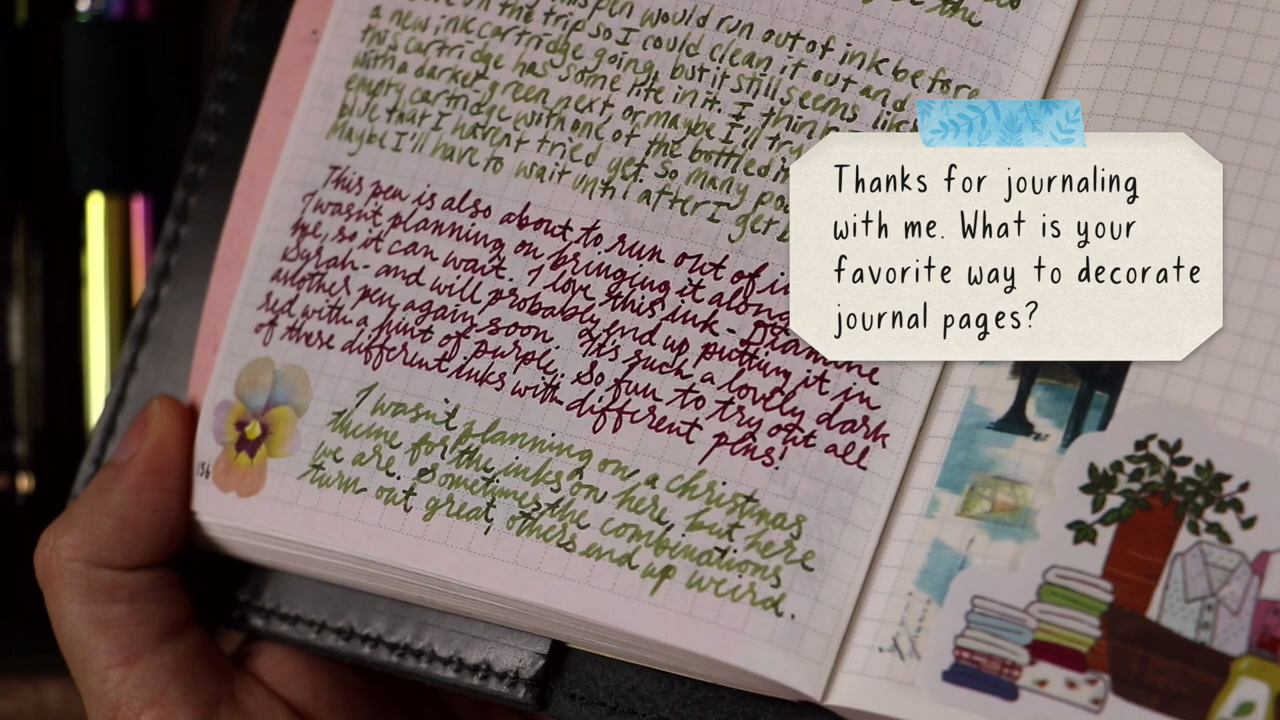 the
this pen would run out of ink before
on the trip so I could clean it out and
a new ink cartridge going, but it still seems like
this cartridge has some life in it. I think
with a darker green next, or maybe I'll try
empty cartridge with one of the bottled
blue that I haven't tried yet. So many
Maybe I'll have to wait until after I get
This pen is also about to run out of
I wasn't planning on bringing it along
me, so it can wait. I love this ink - Diamine
Syrah - and will probably end up putting it in
another pen again soon. It's such a lovely dark
red with a hint of purple. So fun to try out all
of these different inks with different pens!
I wasn't planning on a christmas
theme for the inks on here, but here
we are. Sometimes the combinations
turn out great, others end up weird.
156
Thanks for journaling
with me. What is your
favorite way to decorate
journal pages?